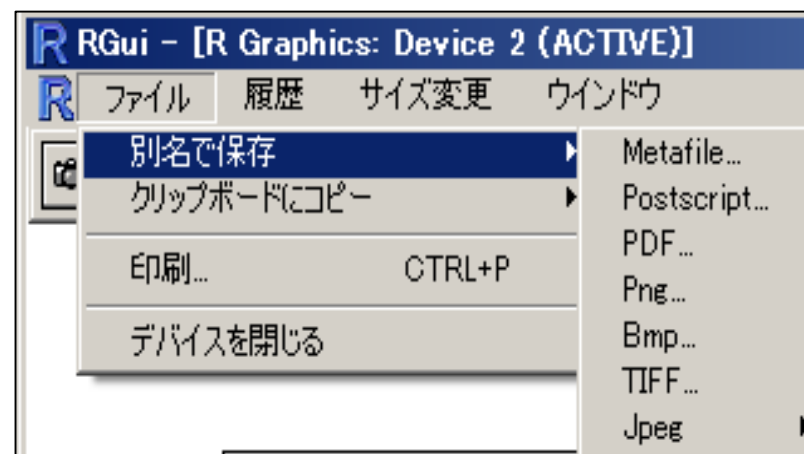 RGui - [R Graphics: Device 2 (ACTIVE)]
ファイル 履歴 サイズ変更 ウインドウ
別名で保存
クリップボードにコピー
印刷... CTRL+P
デバイスを閉じる
Metafile...
Postscript...
PDF...
Png...
Bmp...
TIFF...
Jpeg